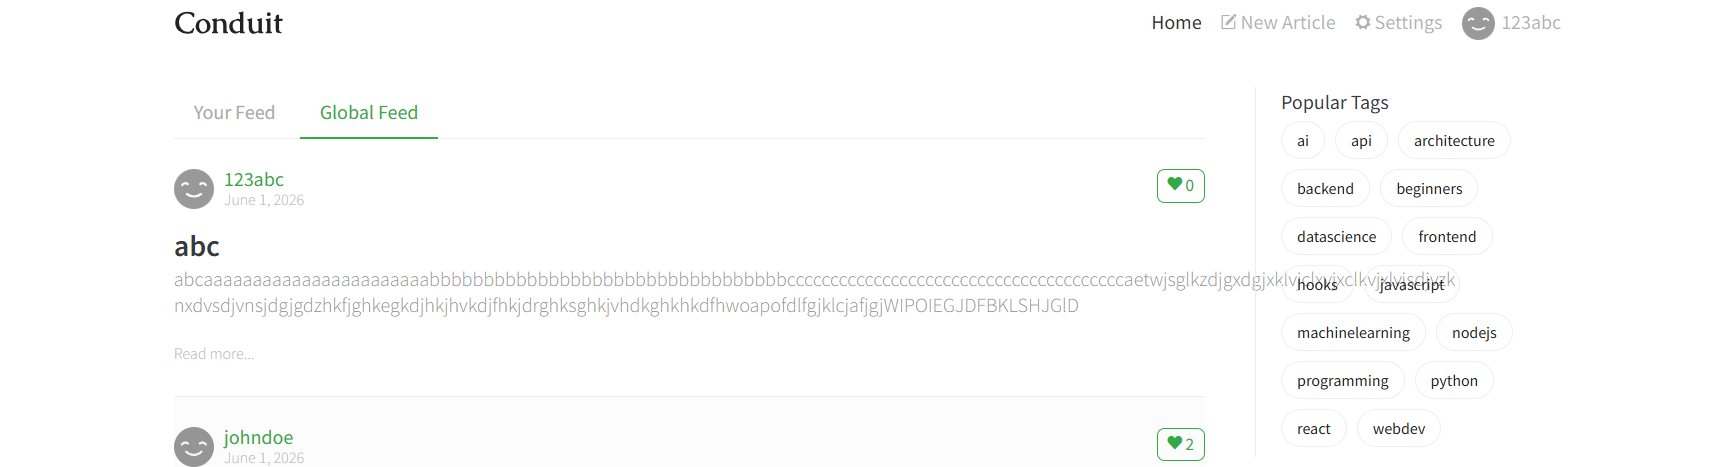 Conduit
Home New Article Settings 123abc
Your Feed Global Feed
123abc
June 1, 2026
0
abc
nxdvsdjvnsjdgjgdzhkfjghkegkdjhkjhvkdjfhkjdrghksghkjvhdkghkhkdfhwoapofdlfgjklcjafjgjWIPOIEGJDFBKLSHJGlD
Read more...
johndoe
June 1, 2026
2
Popular Tags
ai api architecture
backend beginners
datascience frontend
hooks javascript
machinelearning nodejs
programming python
react webdev